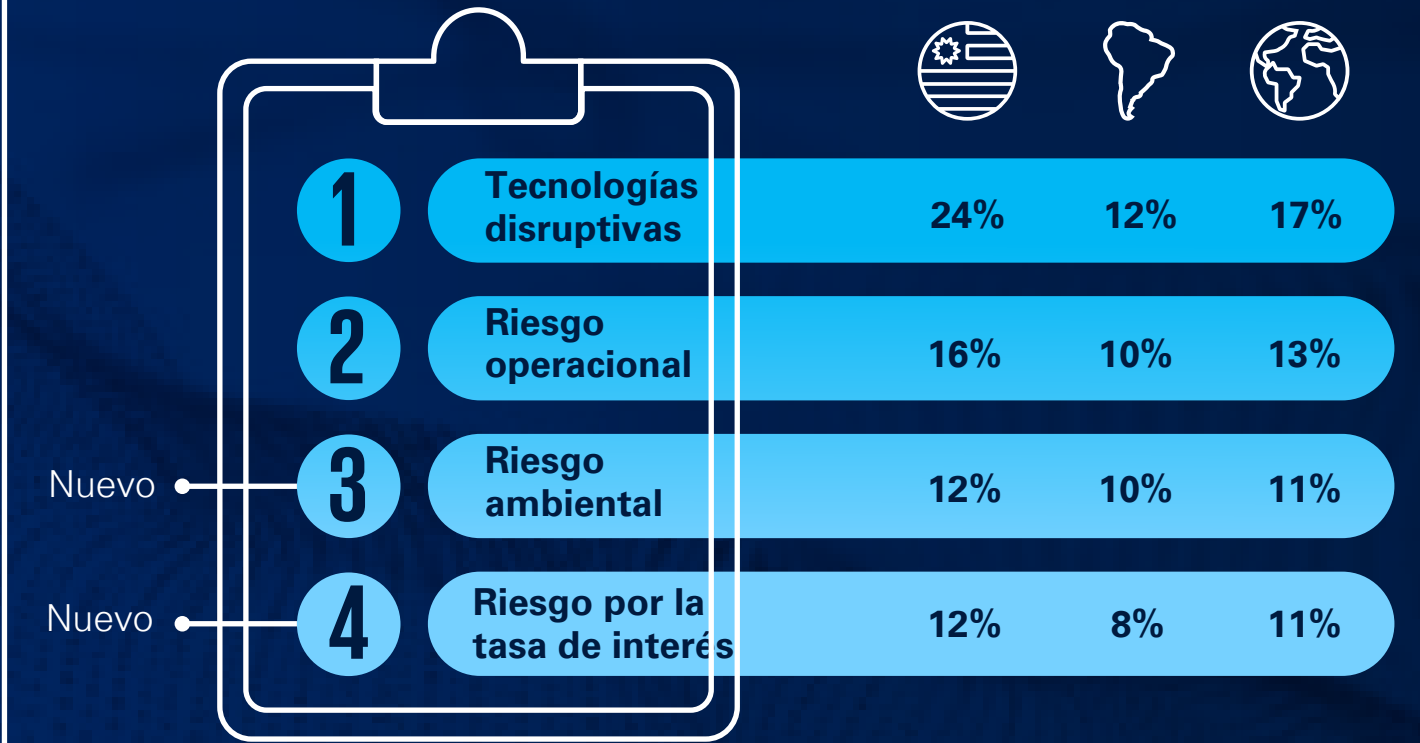 1
Tecnologías
disruptivas
24%
12%
17%
2
Riesgo
operacional
16%
10%
13%
Nuevo
3
Riesgo
ambiental
12%
10%
11%
Nuevo
4
Riesgo por la
tasa de interés
12%
8%
11%